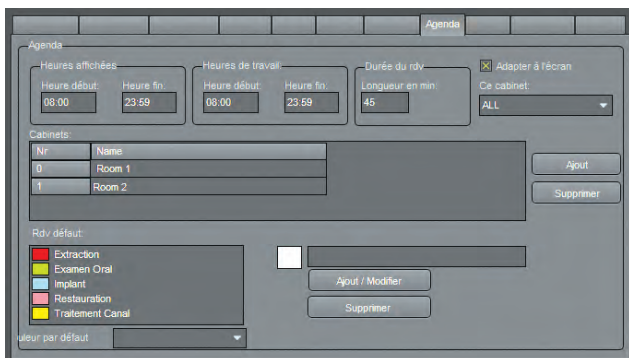 Agenda
Agenda
Heures affichées
Heure début: Heure fin:
08:00 23:59
Heures de travail:
Heure début: Heure fin:
08:00 23:59
Durée du rdv
Longueur en min:
45
Adapter à l'écran
Ce cabinet:
ALL
Cabinets:
Nr Name
0 Room 1
1 Room 2
Ajout
Supprimer
Rdv défaut:
Extraction
Examen Oral
Implant
Restauration
Traitement Canal
Ajout / Modifier
Supprimer
uleur par défaut